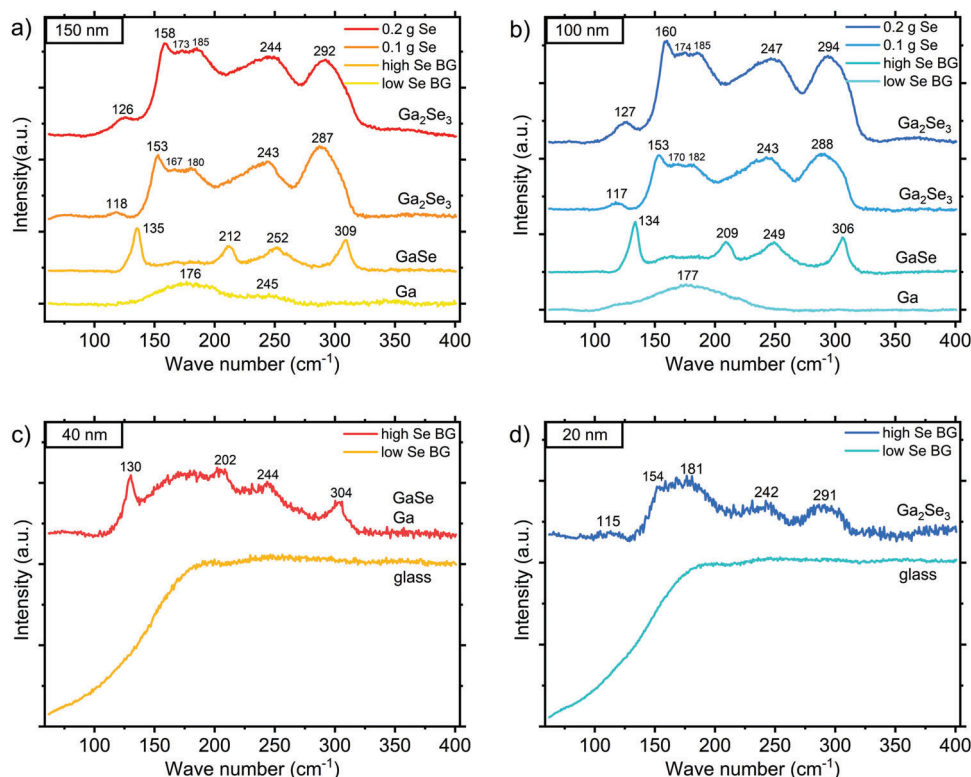 a) 150 nm
0.2 g Se
0.1 g Se
high Se BG
low Se BG
158
173
185
244
292
126
Ga₂Se₃
153
167
180
243
287
118
Ga₂Se₃
135
212
252
309
GaSe
176
245
Ga
Intensity(a.u.)
50 100 150 200 250 300 350 400
Wave number (cm⁻¹)
b) 100 nm
0.2 g Se
0.1 g Se
high Se BG
low Se BG
160
174
185
247
294
127
Ga₂Se₃
153
170
182
243
288
117
Ga₂Se₃
134
209
249
306
GaSe
177
Ga
Intensity (a.u.)
50 100 150 200 250 300 350 400
Wave number (cm⁻¹)
c) 40 nm
high Se BG
low Se BG
130
202
244
304
GaSe
Ga
glass
Intensity (a.u.)
100 150 200 250 300 350 400
Wave number (cm⁻¹)
d) 20 nm
high Se BG
low Se BG
115
154
181
242
291
Ga₂Se₃
glass
Intensity (a.u.)
50 100 150 200 250 300 350 400
Wave number (cm⁻¹)